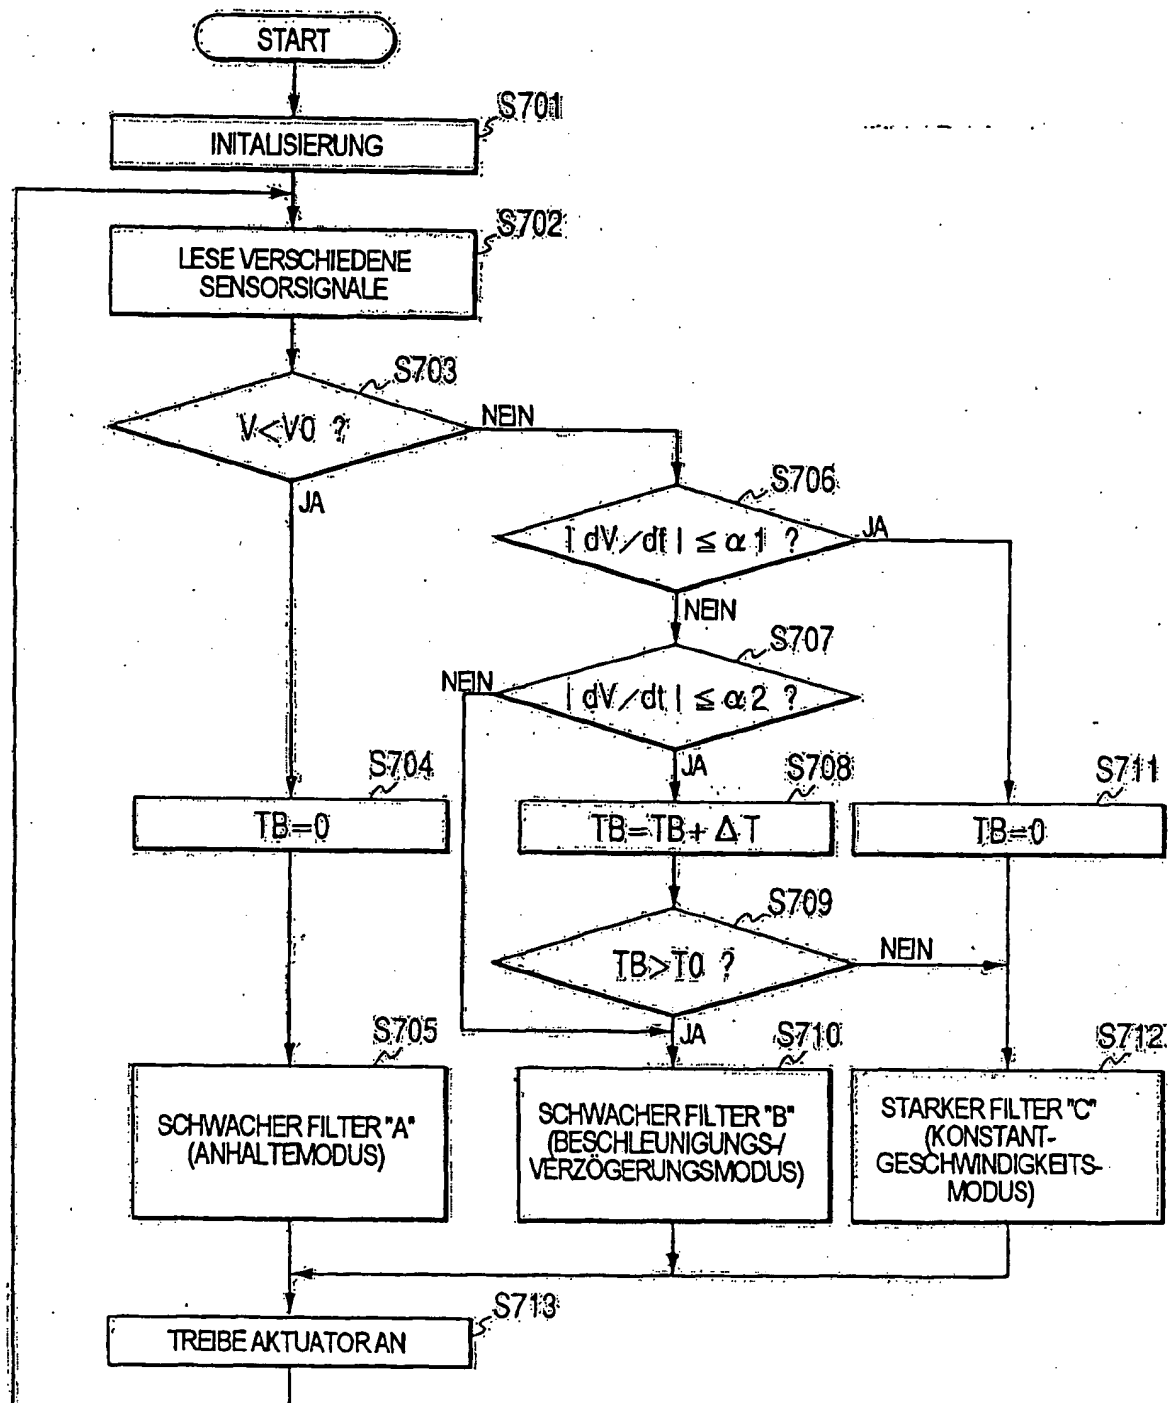 START
S701
INITALISIERUNG
S702
LESE VERSCHIEDENE
SENSORSIGNALE
S703
V<V0 ?
NEIN
JA
S706
| dV/dt | ≦ α1 ?
JA
NEIN
S707
NEIN
| dV/dt | ≦ α2 ?
JA
S704
TB=0
S708
TB=TB+ΔT
S711
TB=0
S709
TB>T0 ?
NEIN
JA
S705
SCHWACHER FILTER "A"
(ANHALTEMODUS)
S710
SCHWACHER FILTER "B"
(BESCHLEUNIGUNGS-/
VERZÖGERUNGSMODUS)
S712
STARKER FILTER "C"
(KONSTANT-
GESCHWINDIGKEITS-
MODUS)
S713
TREIBE AKTUATOR AN